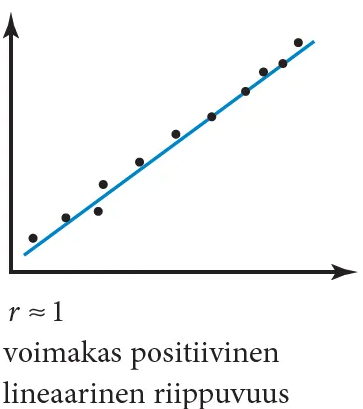 r ≈ 1
voimakas positiivinen
lineaarinen riippuvuus